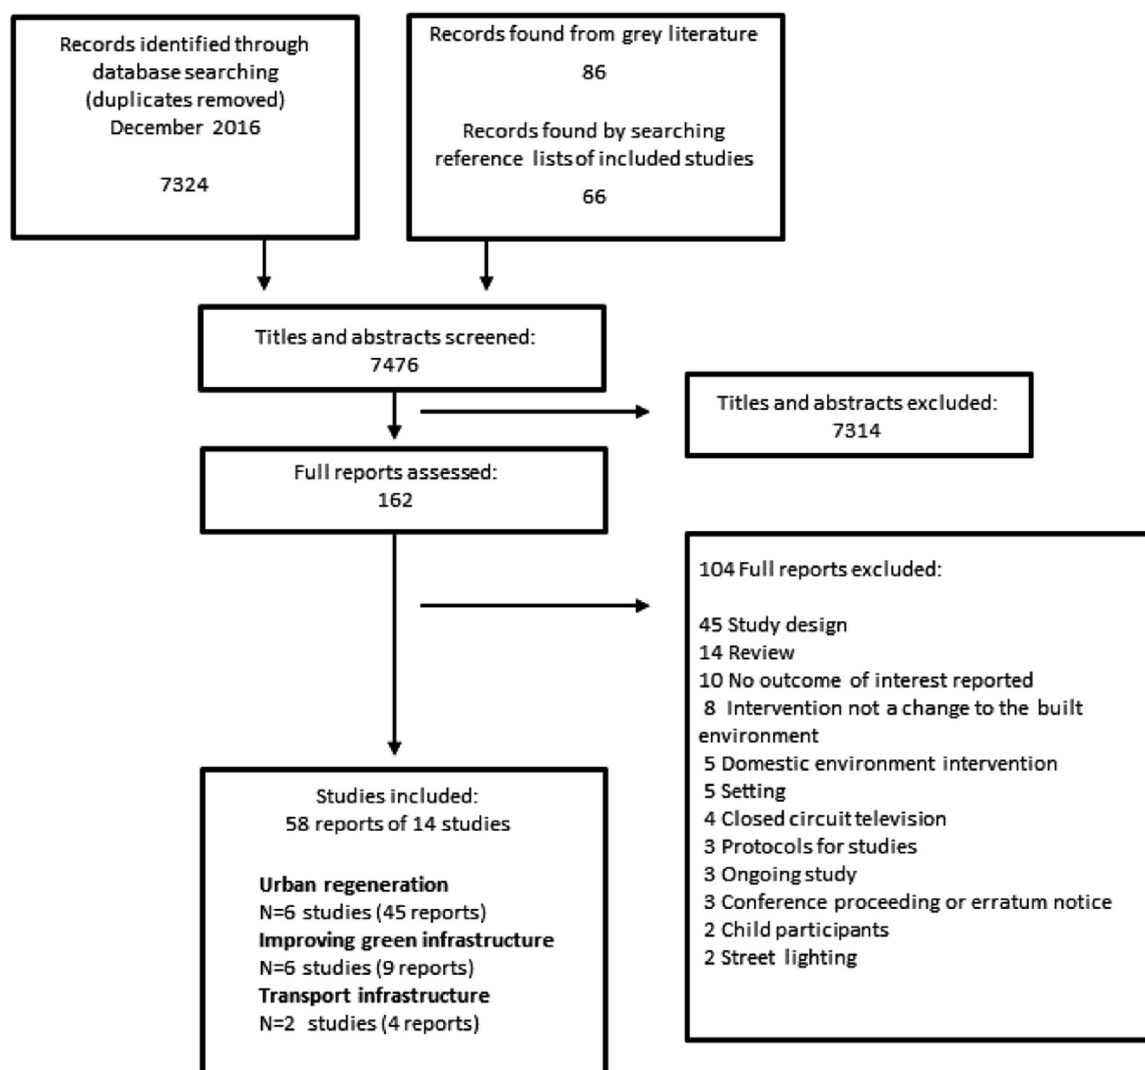 Records identified through
database searching
(duplicates removed)
December 2016
7324
Records found from grey literature
86
Records found by searching
reference lists of included studies
66
Titles and abstracts screened:
7476
Titles and abstracts excluded:
7314
Full reports assessed:
162
104 Full reports excluded:
45 Study design
14 Review
10 No outcome of interest reported
8 Intervention not a change to the built
environment
5 Domestic environment intervention
5 Setting
4 Closed circuit television
3 Protocols for studies
3 Ongoing study
3 Conference proceeding or erratum notice
2 Child participants
2 Street lighting
Studies included:
58 reports of 14 studies
Urban regeneration
N=6 studies (45 reports)
Improving green infrastructure
N=6 studies (9 reports)
Transport infrastructure
N=2 studies (4 reports)